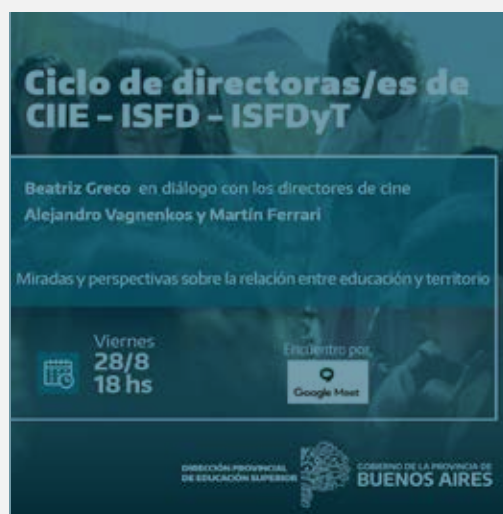 Ciclo de directoras/es de
CIIE – ISFD – ISFDyT
Beatriz Greco en diálogo con los directores de cine
Alejandro Vagnenkos y Martín Ferrari
Miradas y perspectivas sobre la relación entre educación y territorio
Viernes
28/8
18 hs
Encuentro por
Google Meet
DIRECCIÓN PROVINCIAL
DE EDUCACIÓN SUPERIOR
GOBIERNO DE LA PROVINCIA DE
BUENOS AIRES